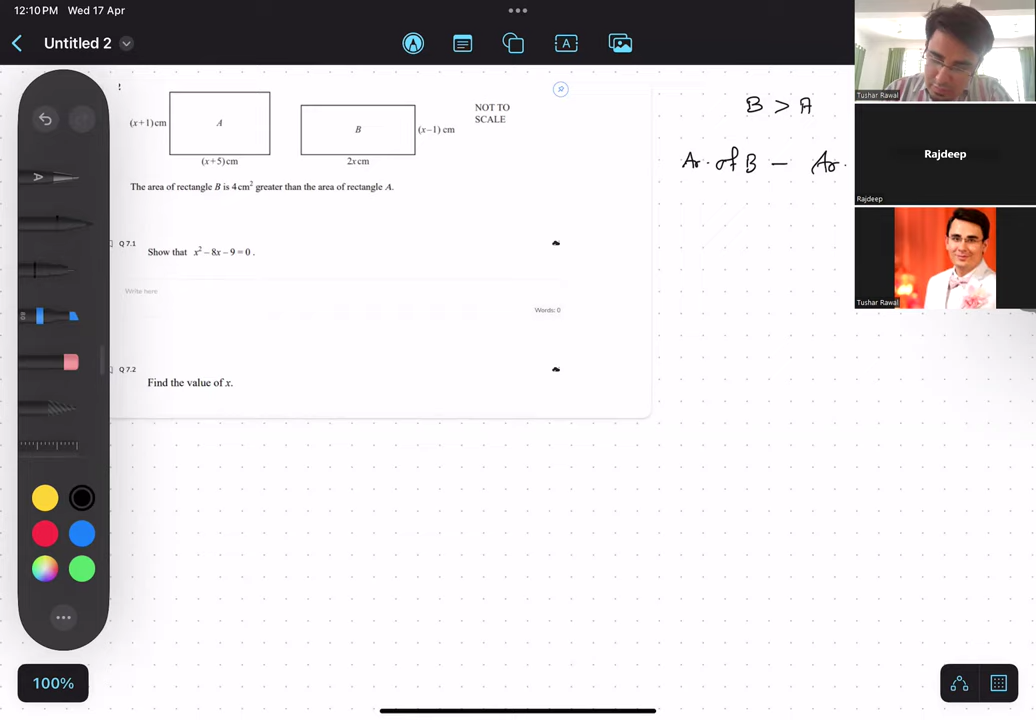 12:10 PM Wed 17 Apr
Untitled 2
A
(x+1) cm
A
(x+5) cm
B
(x−1) cm
2x cm
NOT TO
SCALE
The area of rectangle B is 4 cm² greater than the area of rectangle A.
Q 7.1
Show that x² – 8x – 9 = 0 .
Write here
Words: 0
Q 7.2
Find the value of x.
B > A
Ar. of B – Ar.
Tushar Rawal
Rajdeep
Rajdeep
Tushar Rawal
A
80
100%